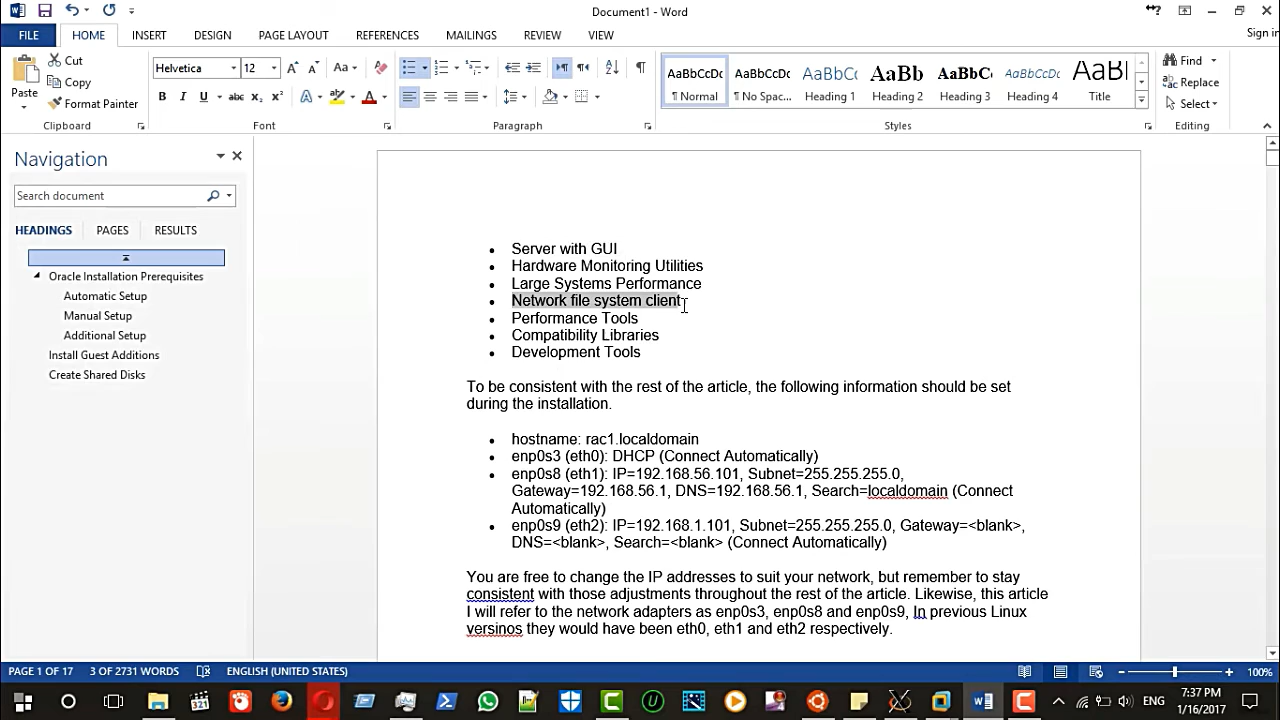 Document1 - Word
Sign in
FILE HOME INSERT DESIGN PAGE LAYOUT REFERENCES MAILINGS REVIEW VIEW
Paste
Cut
Copy
Format Painter
Clipboard
Helvetica 12
Font
Paragraph
AaBbCcDc AaBbCcDc AaBbCc AaBb AaBbCc AaBbCcDc AaBb
¶ Normal ¶ No Spac... Heading 1 Heading 2 Heading 3 Heading 4 Title
Styles
Find
Replace
Select
Editing
Navigation
Search document
HEADINGS PAGES RESULTS
Oracle Installation Prerequisites
Automatic Setup
Manual Setup
Additional Setup
Install Guest Additions
Create Shared Disks
• Server with GUI
• Hardware Monitoring Utilities
• Large Systems Performance
• Network file system client
• Performance Tools
• Compatibility Libraries
• Development Tools
To be consistent with the rest of the article, the following information should be set
during the installation.
• hostname: rac1.localdomain
• enp0s3 (eth0): DHCP (Connect Automatically)
• enp0s8 (eth1): IP=192.168.56.101, Subnet=255.255.255.0,
Gateway=192.168.56.1, DNS=192.168.56.1, Search=localdomain (Connect
Automatically)
• enp0s9 (eth2): IP=192.168.1.101, Subnet=255.255.255.0, Gateway=<blank>,
DNS=<blank>, Search=<blank> (Connect Automatically)
You are free to change the IP addresses to suit your network, but remember to stay
consistent with those adjustments throughout the rest of the article. Likewise, this article
I will refer to the network adapters as enp0s3, enp0s8 and enp0s9, In previous Linux
versinos they would have been eth0, eth1 and eth2 respectively.
PAGE 1 OF 17 3 OF 2731 WORDS ENGLISH (UNITED STATES) 100%
ENG
7:37 PM
1/16/2017